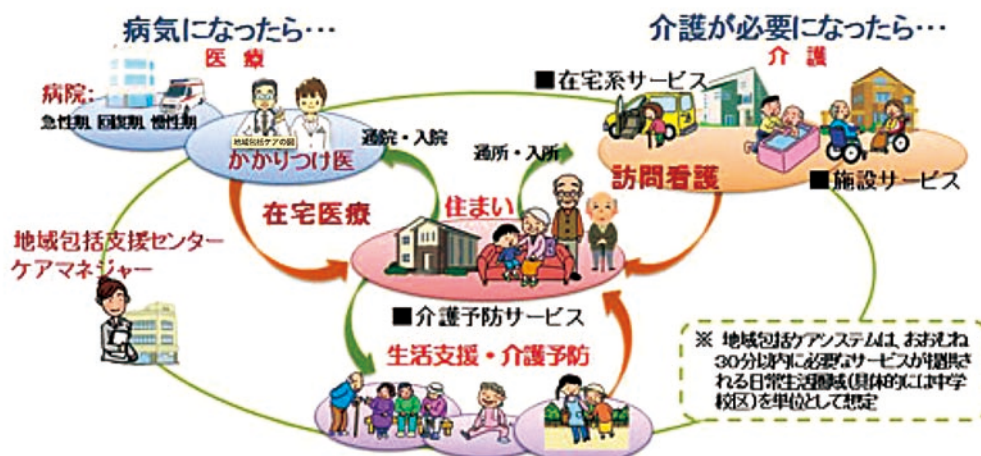 病気になったら…
医療
病院:
急性期、回復期、慢性期
地域包括ケアの図
かかりつけ医
通院・入院
在宅医療
介護が必要になったら…
介護
■在宅系サービス
通所・入所
訪問看護
■施設サービス
住まい
地域包括支援センター
ケアマネジャー
■介護予防サービス
生活支援・介護予防
※ 地域包括ケアシステムは、おおむね
30分以内に必要なサービスが提供さ
れる日常生活圏域(具体的には中学
校区)を単位として想定